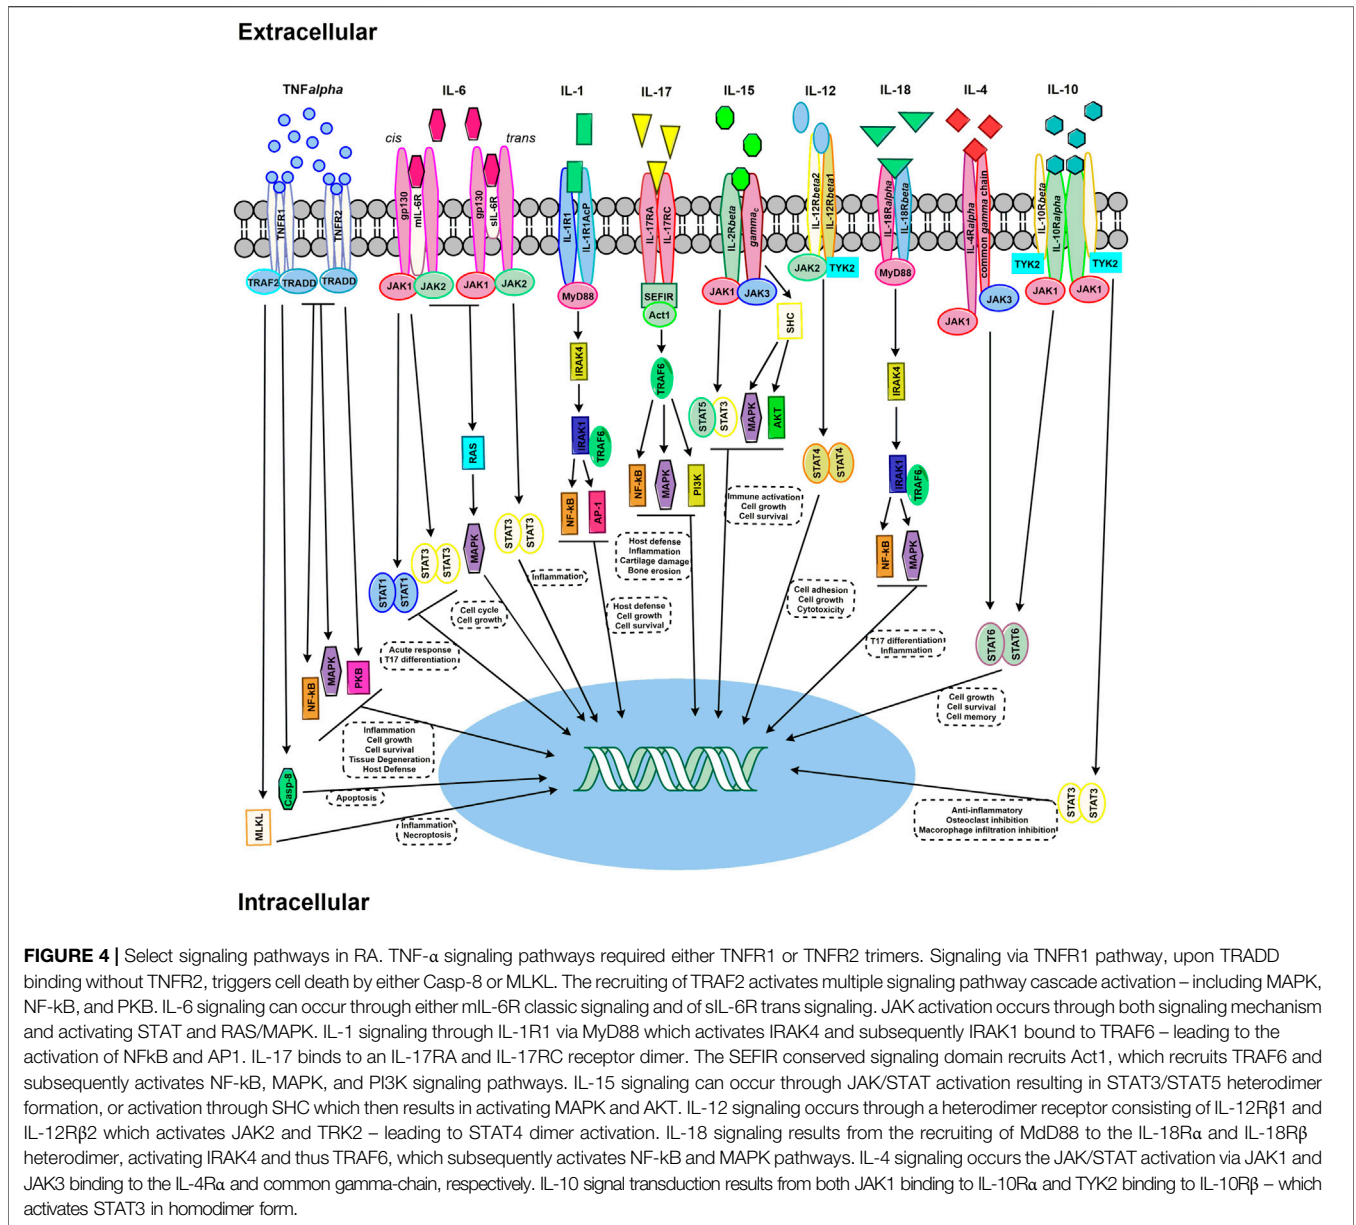 Extracellular
TNFalpha
IL-6
IL-1
IL-17
IL-15
IL-12
IL-18
IL-4
IL-10
cis
trans
TNFR1
TNFR2
gp130
mIL-6R
gp130
sIL-6R
IL-1R1
IL-1R1AcP
IL-17RA
IL-17RC
IL-2Rbeta
gammac
IL-12Rbeta2
IL-12Rbeta1
IL-18Ralpha
IL-18Rbeta
IL-4Ralpha
common gamma chain
IL-10Rbeta
IL-10Ralpha
TRAF2
TRADD
TRADD
JAK1
JAK2
JAK1
JAK2
MyD88
SEFIR
Act1
JAK1
JAK3
SHC
JAK2
TYK2
MyD88
JAK1
JAK3
TYK2
JAK1
JAK1
TYK2
IRAK4
TRAF6
IRAK4
STAT5
STAT3
MAPK
AKT
RAS
IRAK1
TRAF6
STAT4
STAT4
IRAK1
TRAF6
NF-kB
MAPK
PI3K
NF-kB
AP-1
Immune activation
Cell growth
Cell survival
STAT3
STAT3
MAPK
STAT3
STAT3
NF-kB
MAPK
Host defense
Inflammation
Cartilage damage
Bone erosion
STAT1
STAT1
Inflammation
Cell adhesion
Cell growth
Cytotoxicity
Cell cycle
Cell growth
Host defense
Cell growth
Cell survival
T17 differentiation
Inflammation
STAT6
STAT6
Acute response
T17 differentiation
NF-kB
MAPK
PKB
Cell growth
Cell survival
Cell memory
Inflammation
Cell growth
Cell survival
Tissue Degeneration
Host Defense
Casp-8
Apoptosis
MLKL
Inflammation
Necroptosis
STAT3
STAT3
Anti-inflammatory
Osteoclast inhibition
Macorophage infiltration inhibition
Intracellular
FIGURE 4 | Select signaling pathways in RA. TNF-α signaling pathways required either TNFR1 or TNFR2 trimers. Signaling via TNFR1 pathway, upon TRADD
binding without TNFR2, triggers cell death by either Casp-8 or MLKL. The recruiting of TRAF2 activates multiple signaling pathway cascade activation – including MAPK,
NF-kB, and PKB. IL-6 signaling can occur through either mIL-6R classic signaling and of sIL-6R trans signaling. JAK activation occurs through both signaling mechanism
and activating STAT and RAS/MAPK. IL-1 signaling through IL-1R1 via MyD88 which activates IRAK4 and subsequently IRAK1 bound to TRAF6 – leading to the
activation of NFkB and AP1. IL-17 binds to an IL-17RA and IL-17RC receptor dimer. The SEFIR conserved signaling domain recruits Act1, which recruits TRAF6 and
subsequently activates NF-kB, MAPK, and PI3K signaling pathways. IL-15 signaling can occur through JAK/STAT activation resulting in STAT3/STAT5 heterodimer
formation, or activation through SHC which then results in activating MAPK and AKT. IL-12 signaling occurs through a heterodimer receptor consisting of IL-12Rβ1 and
IL-12Rβ2 which activates JAK2 and TRK2 – leading to STAT4 dimer activation. IL-18 signaling results from the recruiting of MdD88 to the IL-18Rα and IL-18Rβ
heterodimer, activating IRAK4 and thus TRAF6, which subsequently activates NF-kB and MAPK pathways. IL-4 signaling occurs the JAK/STAT activation via JAK1 and
JAK3 binding to the IL-4Rα and common gamma-chain, respectively. IL-10 signal transduction results from both JAK1 binding to IL-10Rα and TYK2 binding to IL-10Rβ – which
activates STAT3 in homodimer form.